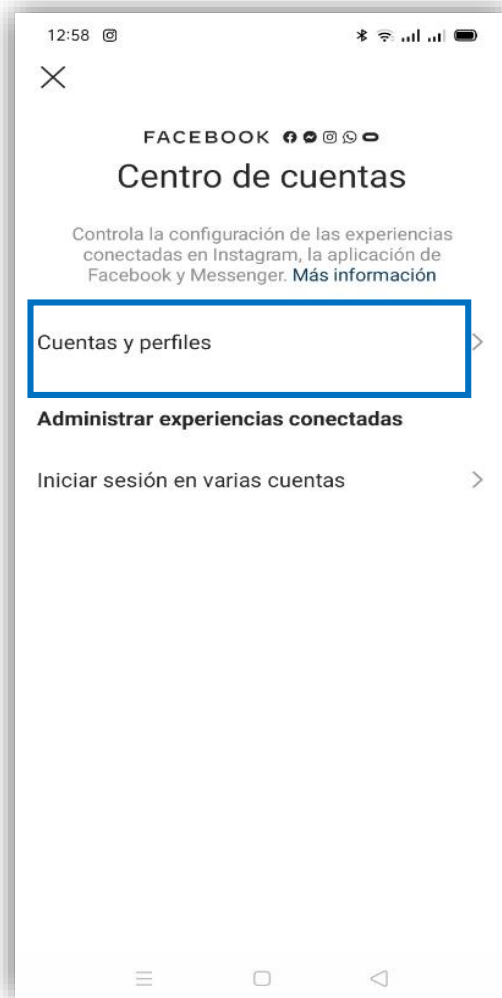 12:58
FACEBOOK
Centro de cuentas
Controla la configuración de las experiencias
conectadas en Instagram, la aplicación de
Facebook y Messenger. Más información
Cuentas y perfiles
Administrar experiencias conectadas
Iniciar sesión en varias cuentas